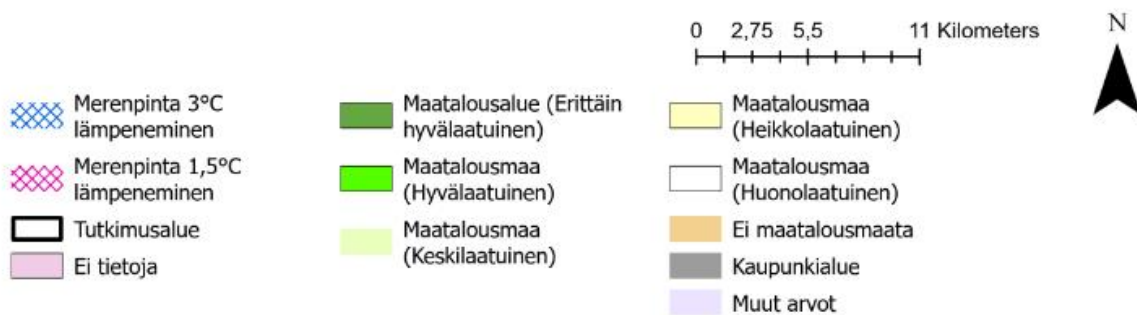 0 2,75 5,5 11 Kilometers
N
Merenpinta 3°C
lämpeneminen
Merenpinta 1,5°C
lämpeneminen
Tutkimusalue
Ei tietoja
Maatalousalue (Erittäin
hyvälaatuinen)
Maatalousmaa
(Hyvälaatuinen)
Maatalousmaa
(Keskilaatuinen)
Maatalousmaa
(Heikkolaatuinen)
Maatalousmaa
(Huonolaatuinen)
Ei maatalousmaata
Kaupunkialue
Muut arvot